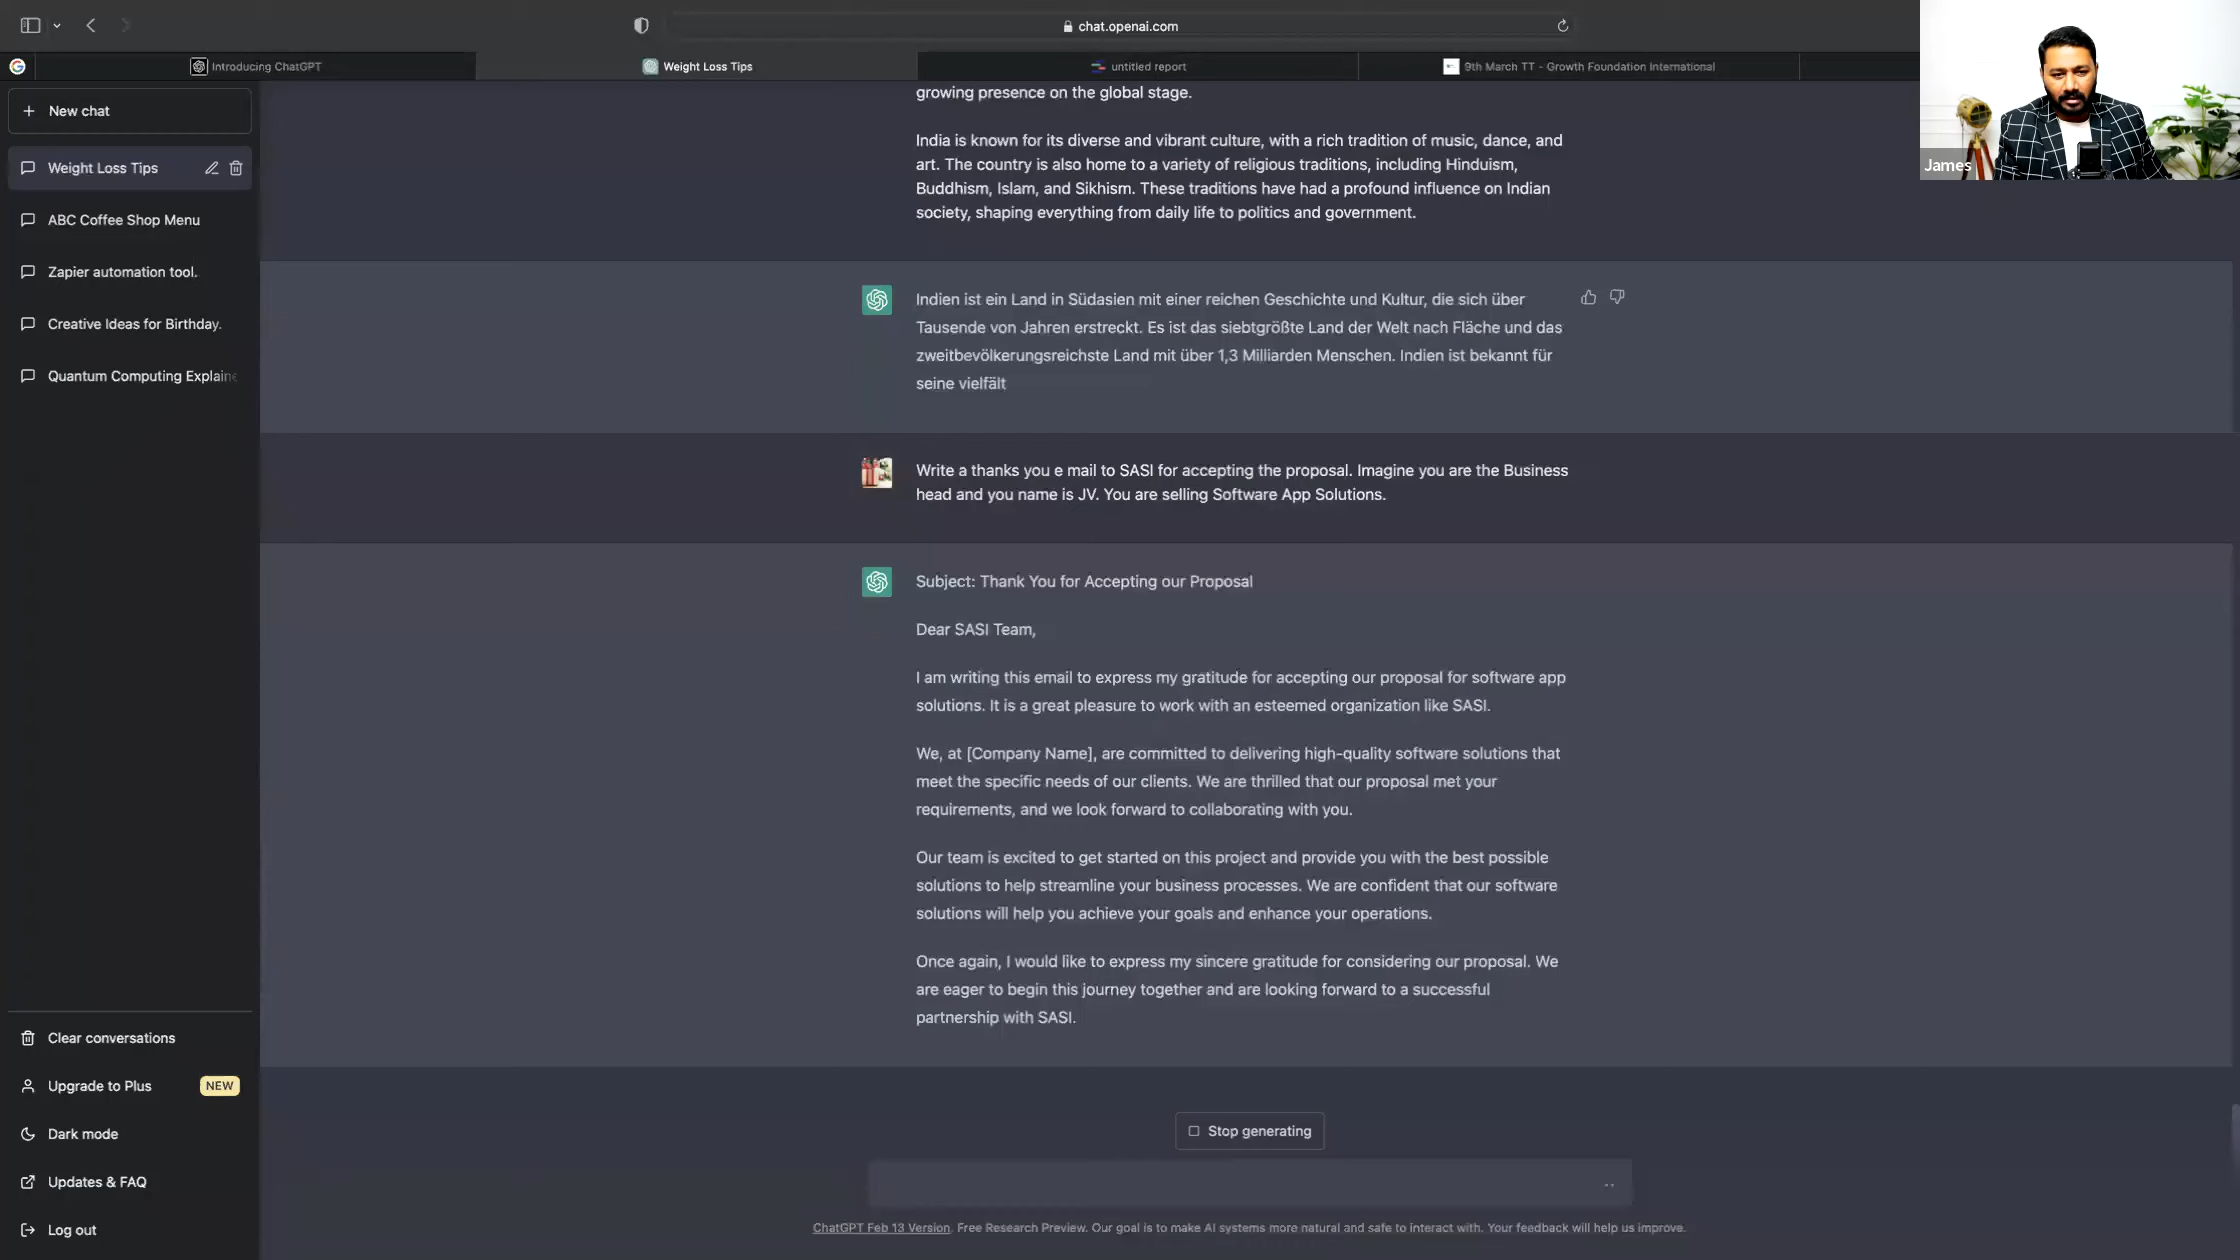 chat.openai.com
Introducing ChatGPT
Weight Loss Tips
untitled report
9th March TT - Growth Foundation International
James
New chat
Weight Loss Tips
ABC Coffee Shop Menu
Zapier automation tool.
Creative Ideas for Birthday.
Quantum Computing Explaine
Clear conversations
Upgrade to Plus
NEW
Dark mode
Updates & FAQ
Log out
growing presence on the global stage.
India is known for its diverse and vibrant culture, with a rich tradition of music, dance, and
art. The country is also home to a variety of religious traditions, including Hinduism,
Buddhism, Islam, and Sikhism. These traditions have had a profound influence on Indian
society, shaping everything from daily life to politics and government.
Indien ist ein Land in Südasien mit einer reichen Geschichte und Kultur, die sich über
Tausende von Jahren erstreckt. Es ist das siebtgrößte Land der Welt nach Fläche und das
zweitbevölkerungsreichste Land mit über 1,3 Milliarden Menschen. Indien ist bekannt für
seine vielfält
Write a thanks you e mail to SASI for accepting the proposal. Imagine you are the Business
head and you name is JV. You are selling Software App Solutions.
Subject: Thank You for Accepting our Proposal
Dear SASI Team,
I am writing this email to express my gratitude for accepting our proposal for software app
solutions. It is a great pleasure to work with an esteemed organization like SASI.
We, at [Company Name], are committed to delivering high-quality software solutions that
meet the specific needs of our clients. We are thrilled that our proposal met your
requirements, and we look forward to collaborating with you.
Our team is excited to get started on this project and provide you with the best possible
solutions to help streamline your business processes. We are confident that our software
solutions will help you achieve your goals and enhance your operations.
Once again, I would like to express my sincere gratitude for considering our proposal. We
are eager to begin this journey together and are looking forward to a successful
partnership with SASI.
Stop generating
ChatGPT Feb 13 Version. Free Research Preview. Our goal is to make AI systems more natural and safe to interact with. Your feedback will help us improve.